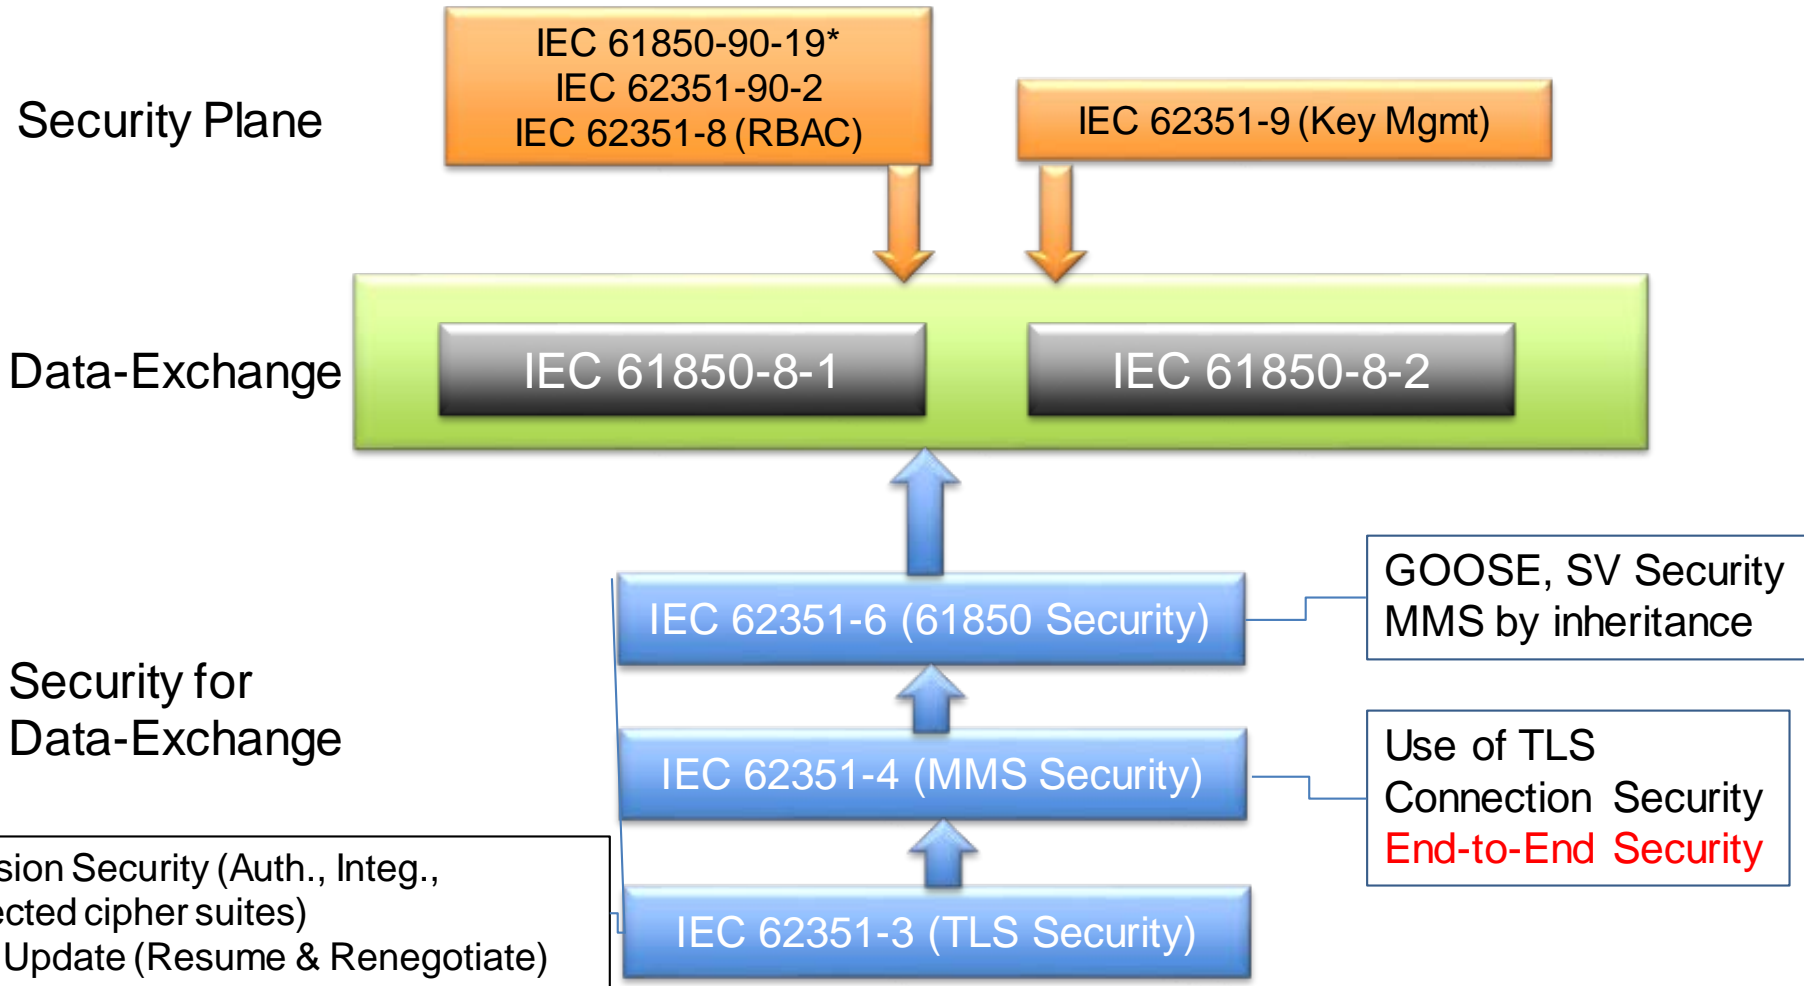 IEC 61850-90-19*
IEC 62351-90-2
IEC 62351-8 (RBAC)
Security Plane
IEC 62351-9 (Key Mgmt)
Data-Exchange
IEC 61850-8-1
IEC 61850-8-2
IEC 62351-6 (61850 Security)
GOOSE, SV Security
MMS by inheritance
Security for
Data-Exchange
IEC 62351-4 (MMS Security)
Use of TLS
Connection Security
End-to-End Security
sion Security (Auth., Integ.,
ected cipher suites)
Update (Resume & Renegotiate)
IEC 62351-3 (TLS Security)